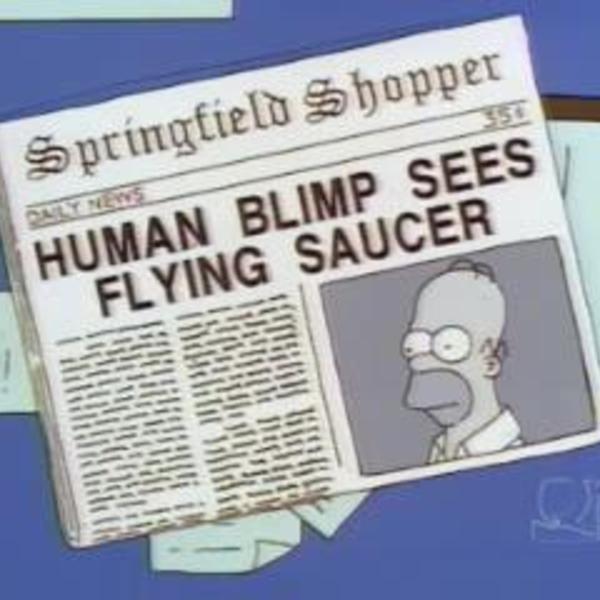 Springfield Shopper
35¢
DAILY NEWS
HUMAN BLIMP SEES
FLYING SAUCER